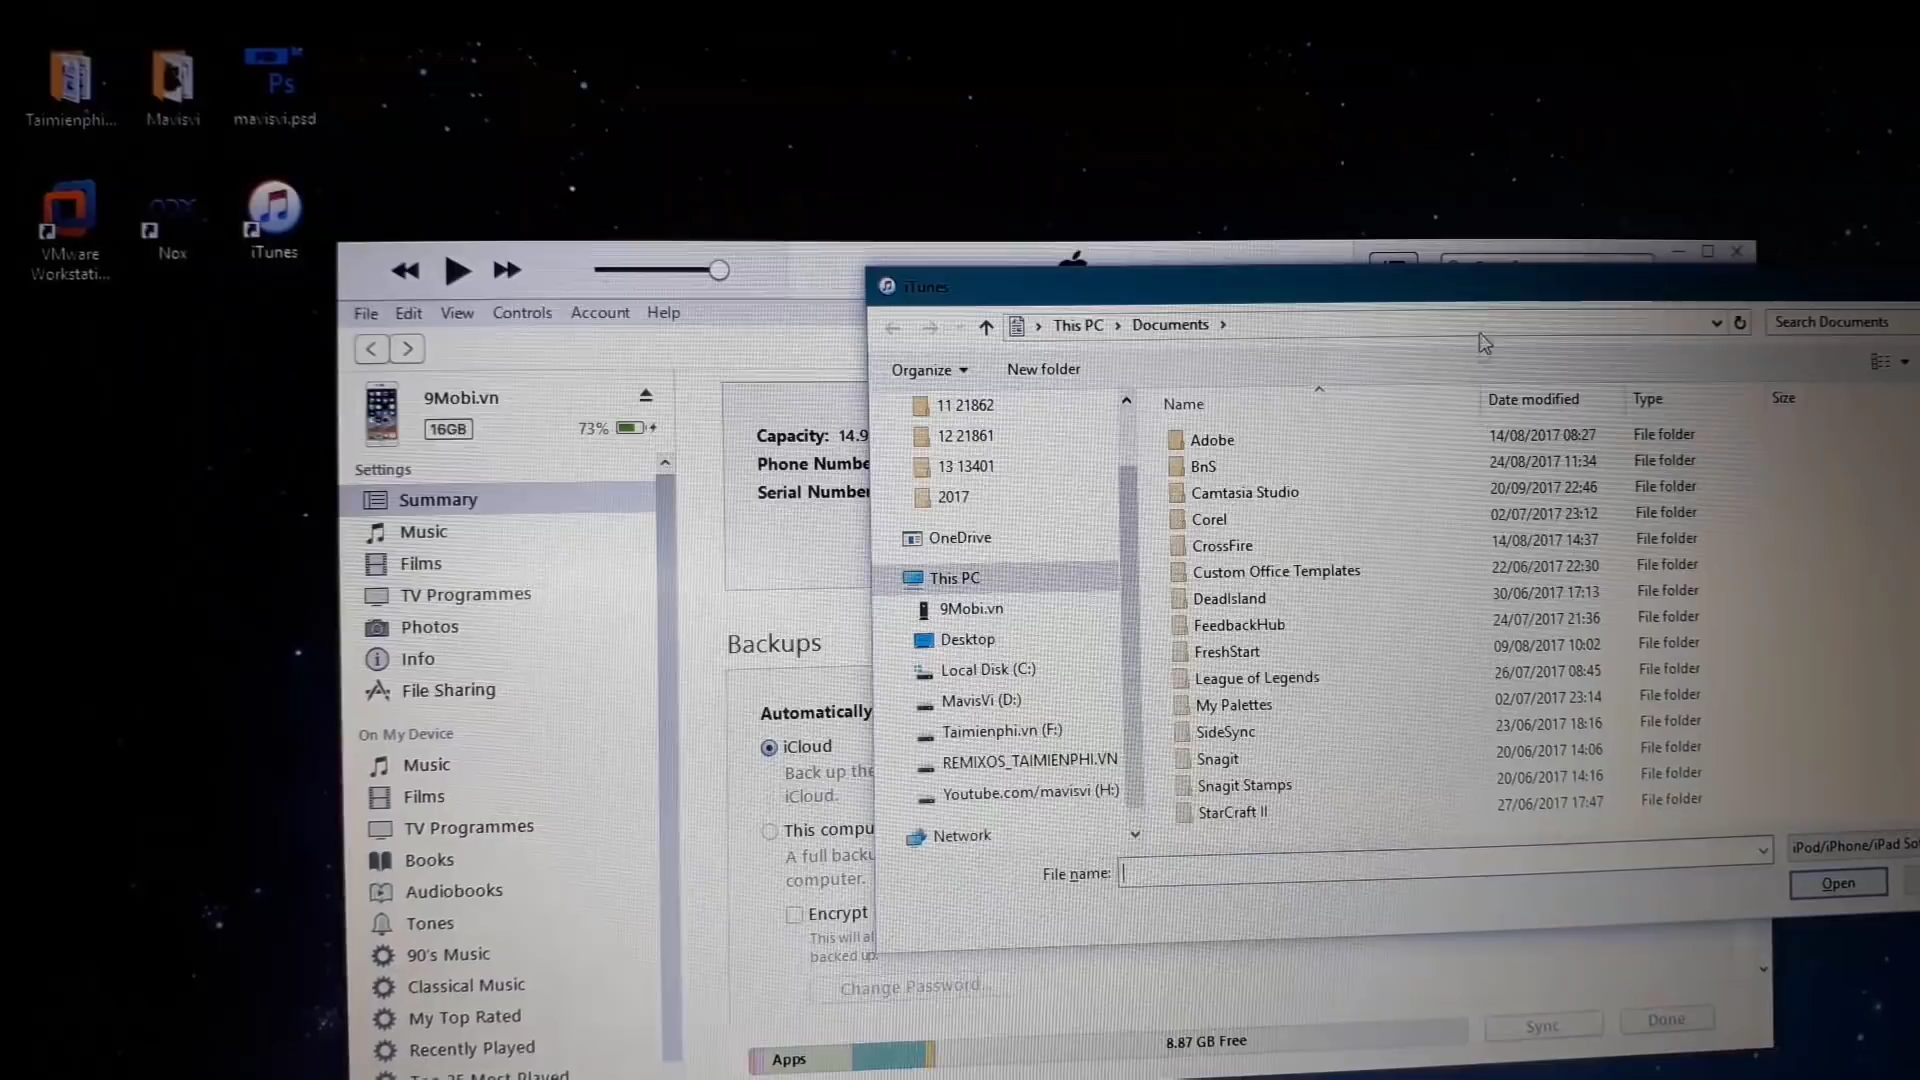 Taimienphi...
Mavisvi
Ps
mavisvi.psd
VMware
Workstati...
Nox
iTunes
File Edit View Controls Account Help
9Mobi.vn
16GB
73%
Settings
Summary
Music
Films
TV Programmes
Photos
Info
File Sharing
On My Device
Music
Films
TV Programmes
Books
Audiobooks
Tones
90's Music
Classical Music
My Top Rated
Recently Played
Capacity: 14.9
Phone Numbe
Serial Number
Backups
Automatically
iCloud
Back up the
iCloud.
This compu
A full backu
computer.
Encrypt
This will al
backed up.
Change Password...
Apps
8.87 GB Free
Sync
Done
iTunes
This PC
Documents
Search Documents
Organize
New folder
11 21862
12 21861
13 13401
2017
OneDrive
This PC
9Mobi.vn
Desktop
Local Disk (C:)
MavisVi (D:)
Taimienphi.vn (F:)
REMIXOS_TAIMIENPHI.VN
Youtube.com/mavisvi (H:)
Network
Name Date modified Type Size
Adobe 14/08/2017 08:27 File folder
BnS 24/08/2017 11:34 File folder
Camtasia Studio 20/09/2017 22:46 File folder
Corel 02/07/2017 23:12 File folder
CrossFire 14/08/2017 14:37 File folder
Custom Office Templates 22/06/2017 22:30 File folder
DeadIsland 30/06/2017 17:13 File folder
FeedbackHub 24/07/2017 21:36 File folder
FreshStart 09/08/2017 10:02 File folder
League of Legends 26/07/2017 08:45 File folder
My Palettes 02/07/2017 23:14 File folder
SideSync 23/06/2017 18:16 File folder
Snagit 20/06/2017 14:06 File folder
Snagit Stamps 20/06/2017 14:16 File folder
StarCraft II 27/06/2017 17:47 File folder
File name:
iPod/iPhone/iPad So
Open